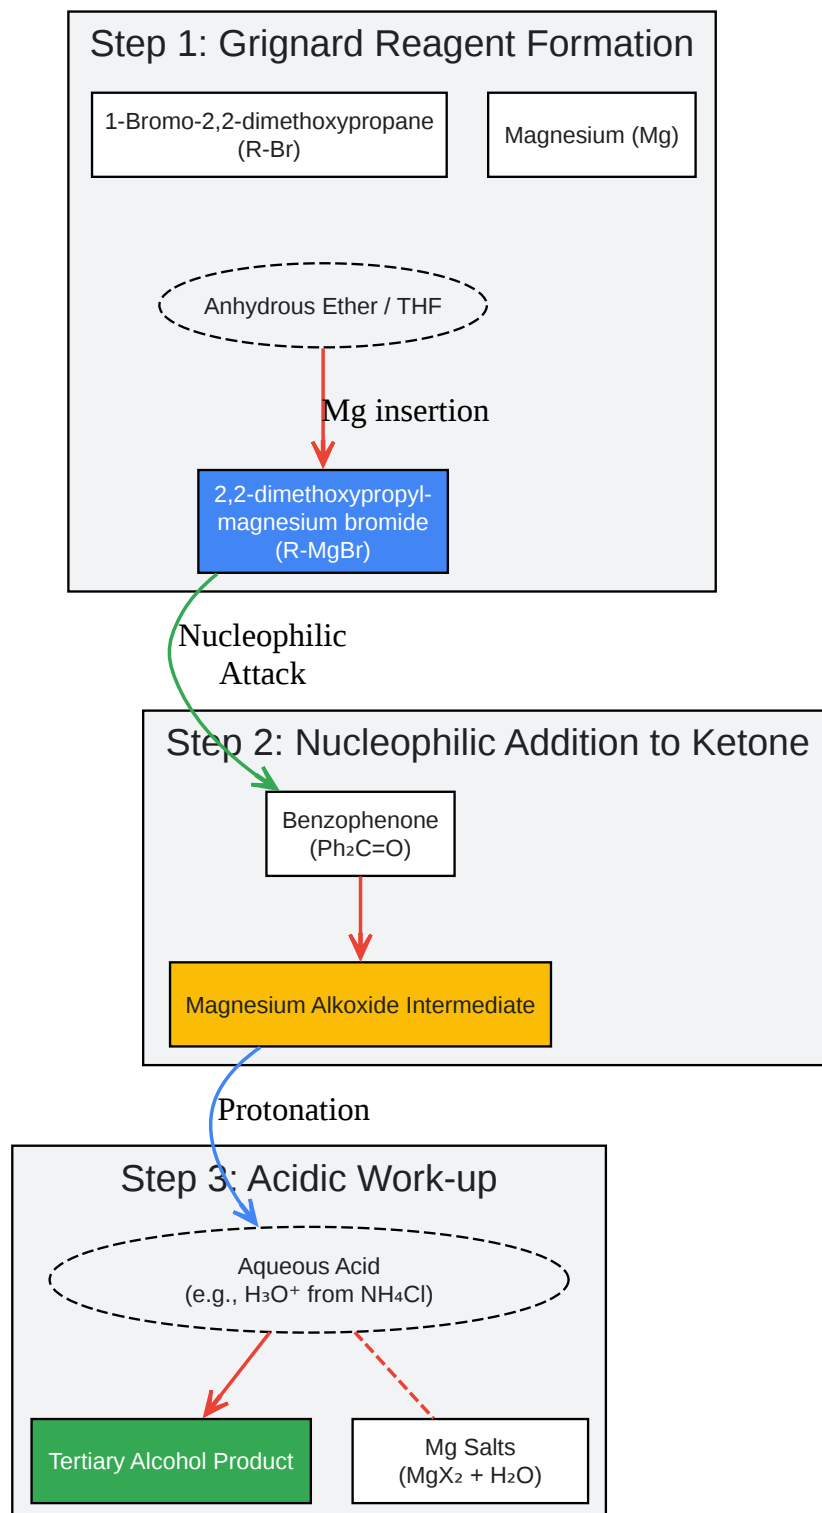 Step 1: Grignard Reagent Formation
1-Bromo-2,2-dimethoxypropane
(R-Br)
Magnesium (Mg)
Anhydrous Ether / THF
Mg insertion
2,2-dimethoxypropyl-
magnesium bromide
(R-MgBr)
Nucleophilic
Attack
Step 2: Nucleophilic Addition to Ketone
Benzophenone
(Ph₂C=O)
Magnesium Alkoxide Intermediate
Protonation
Step 3: Acidic Work-up
Aqueous Acid
(e.g., H₃O⁺ from NH₄Cl)
Tertiary Alcohol Product
Mg Salts
(MgX₂ + H₂O)